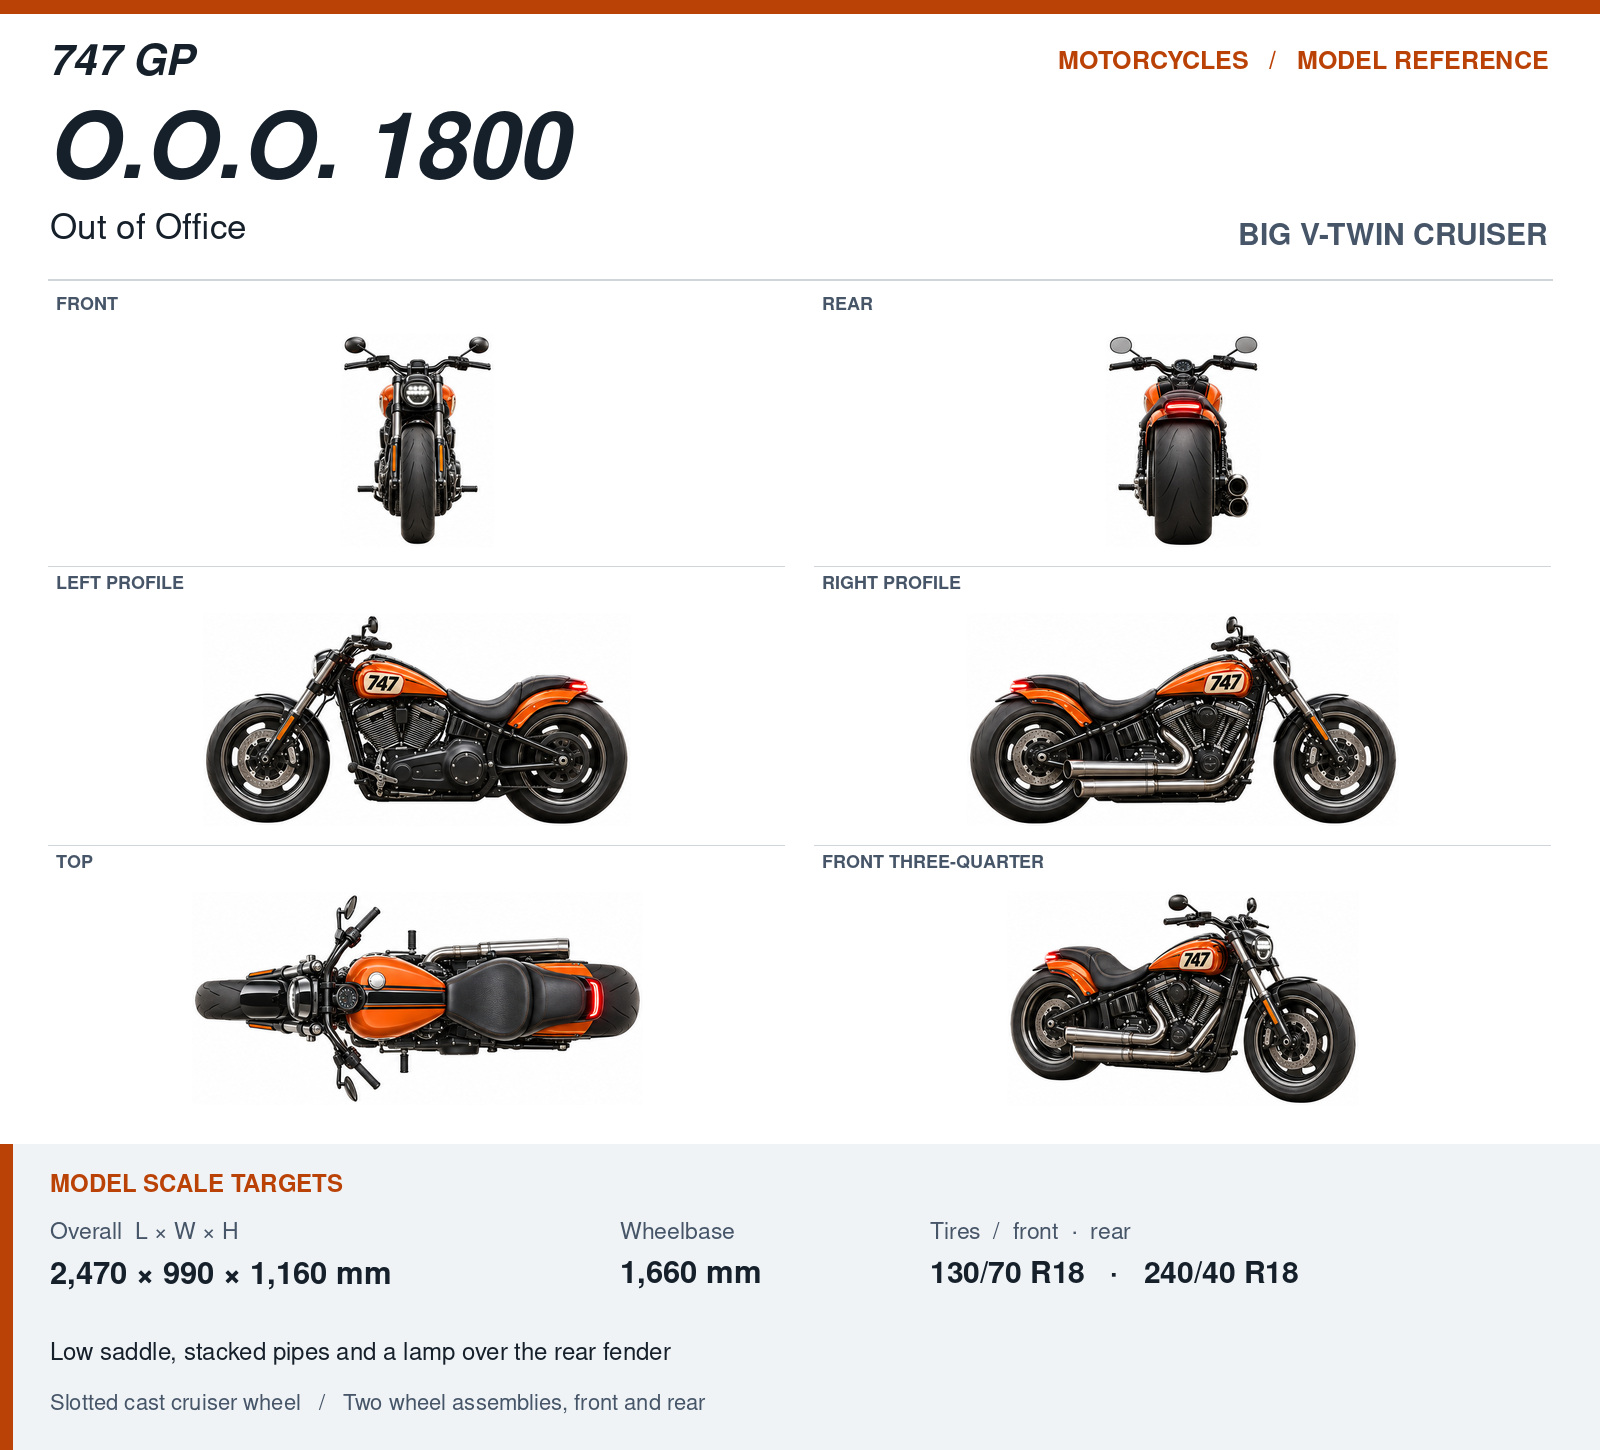 747 GP
MOTORCYCLES / MODEL REFERENCE
O.O.O. 1800
Out of Office
BIG V-TWIN CRUISER
FRONT
REAR
LEFT PROFILE
RIGHT PROFILE
747
747
TOP
FRONT THREE-QUARTER
747
MODEL SCALE TARGETS
Overall L × W × H
Wheelbase
Tires / front · rear
2,470 × 990 × 1,160 mm
1,660 mm
130/70 R18 · 240/40 R18
Low saddle, stacked pipes and a lamp over the rear fender
Slotted cast cruiser wheel / Two wheel assemblies, front and rear